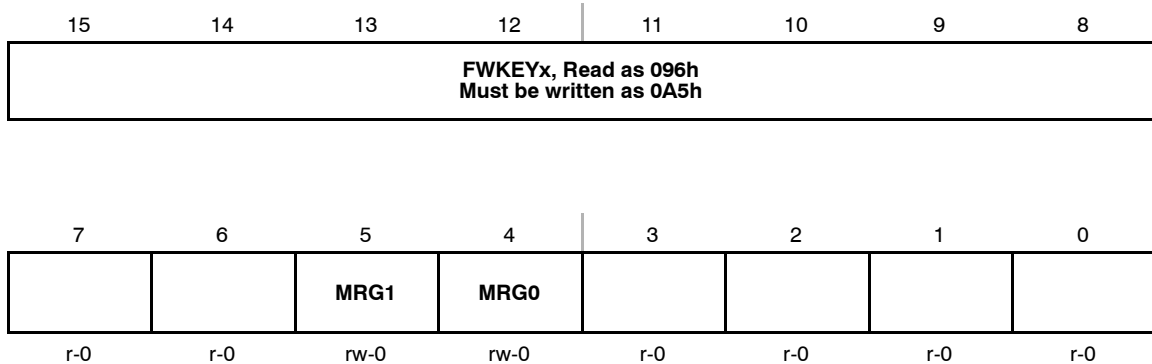 15 14 13 12 11 10 9 8
FWKEYx, Read as 096h
Must be written as 0A5h
7 6 5 4 3 2 1 0
MRG1 MRG0
r-0 r-0 rw-0 rw-0 r-0 r-0 r-0 r-0